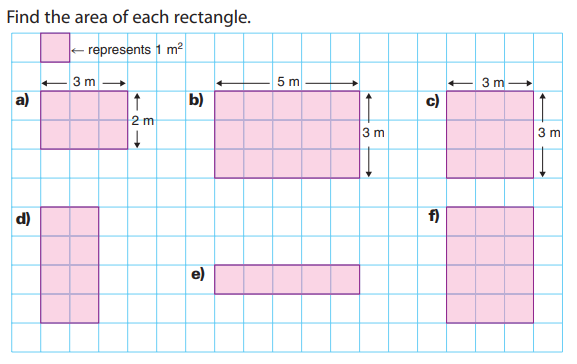 Find the area of each rectangle.
represents 1 m²
a)
3 m
2 m
b)
5 m
3 m
c)
3 m
3 m
d)
e)
f)